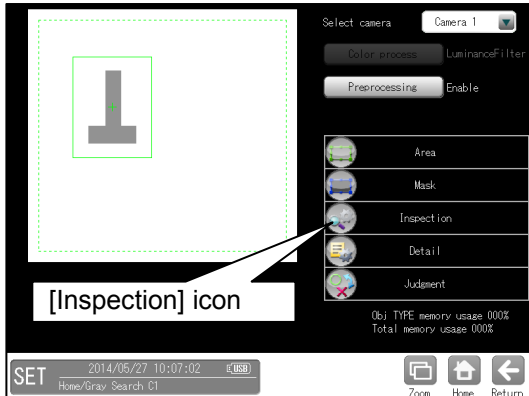 Select camera Camera 1
Color process LuminanceFilter
Preprocessing Enable
Area
Mask
Inspection
Detail
Judgment
[Inspection] icon
Obj TYPE memory usage 000%
Total memory usage 000%
SET 2014/05/27 10:07:02 USB
Home/Gray Search C1
Zoom Home Return